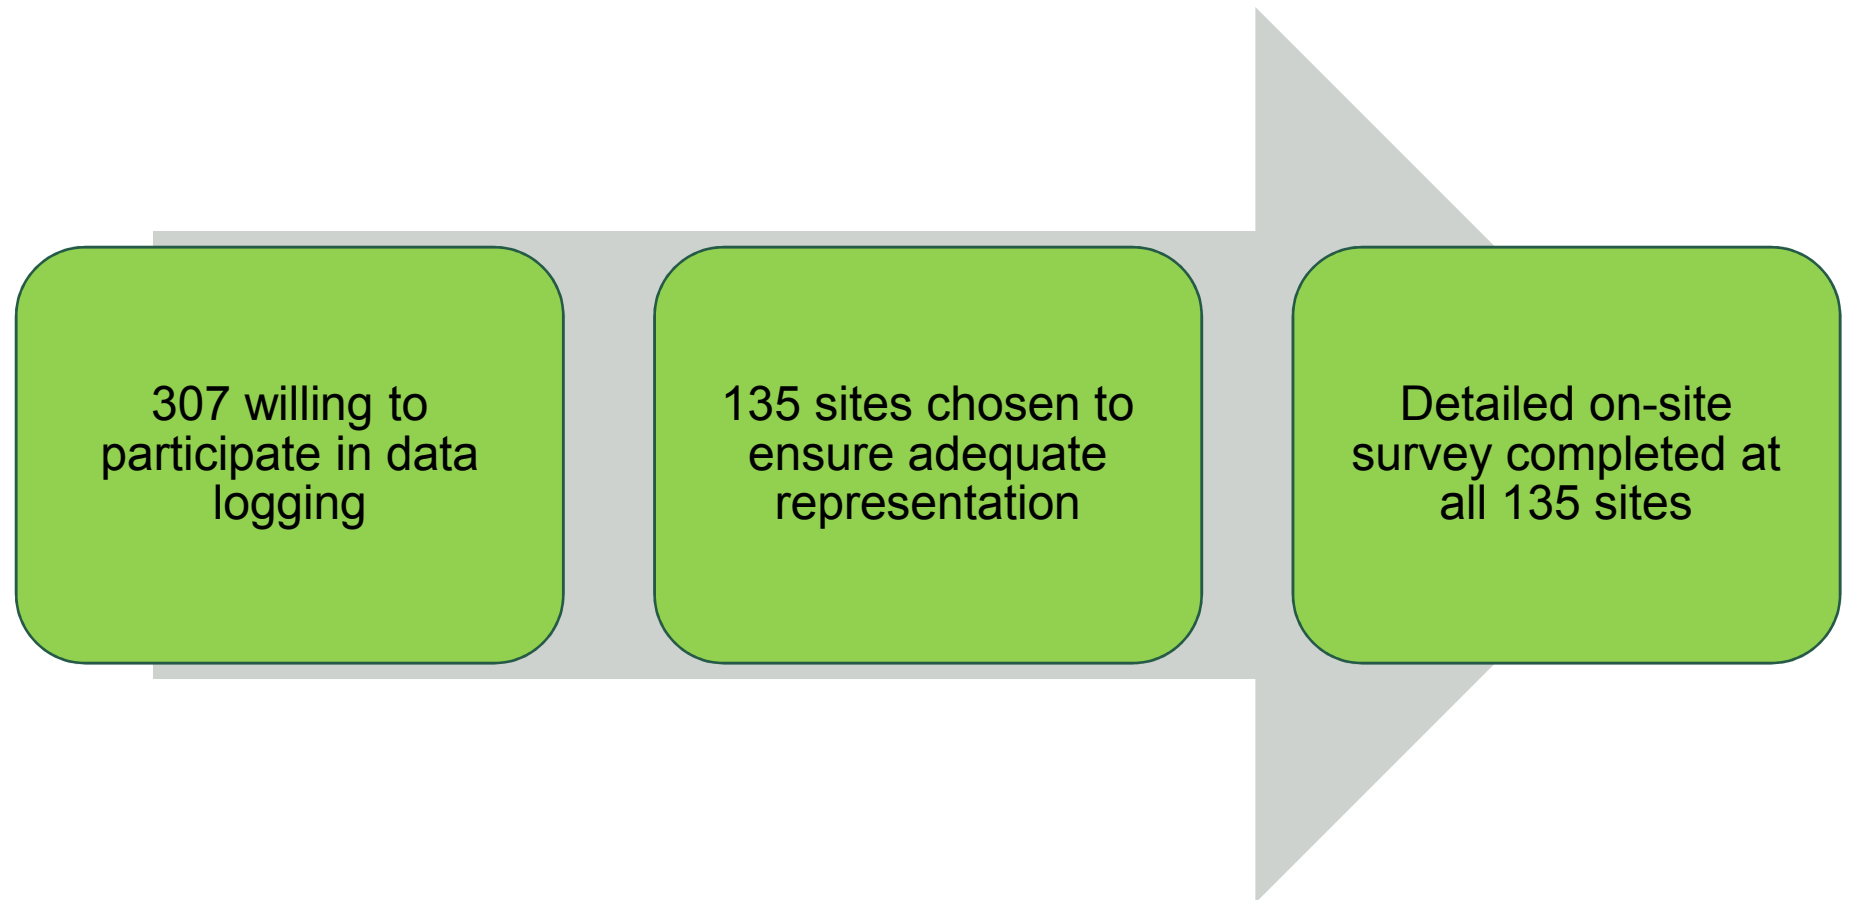 307 willing to
participate in data
logging
135 sites chosen to
ensure adequate
representation
Detailed on-site
survey completed at
all 135 sites